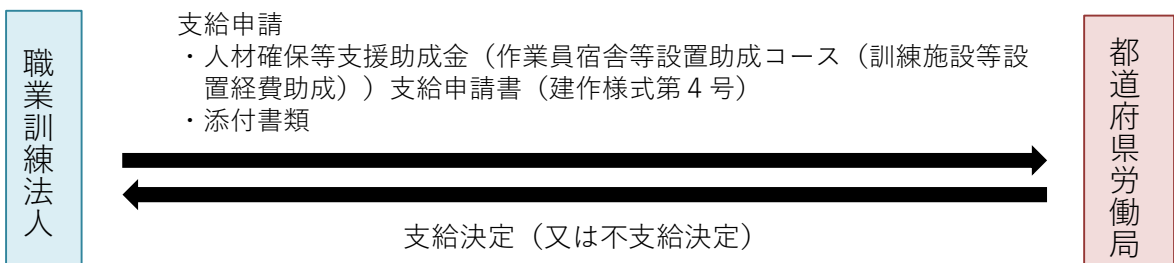 職業訓練法人
支給申請
・人材確保等支援助成金（作業員宿舎等設置助成コース（訓練施設等設
置経費助成））支給申請書（建作様式第４号）
・添付書類
支給決定（又は不支給決定）
都道府県労働局